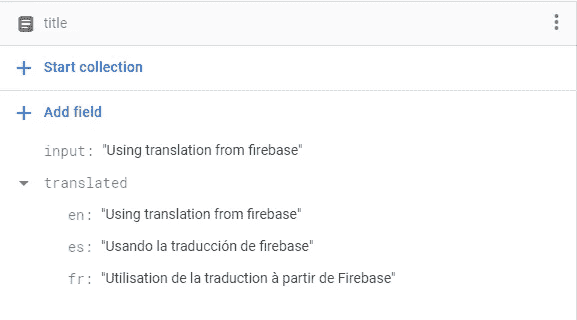 title
Start collection
Add field
input: "Using translation from firebase"
translated
en: "Using translation from firebase"
es: "Usando la traducción de firebase"
fr: "Utilisation de la traduction à partir de Firebase"